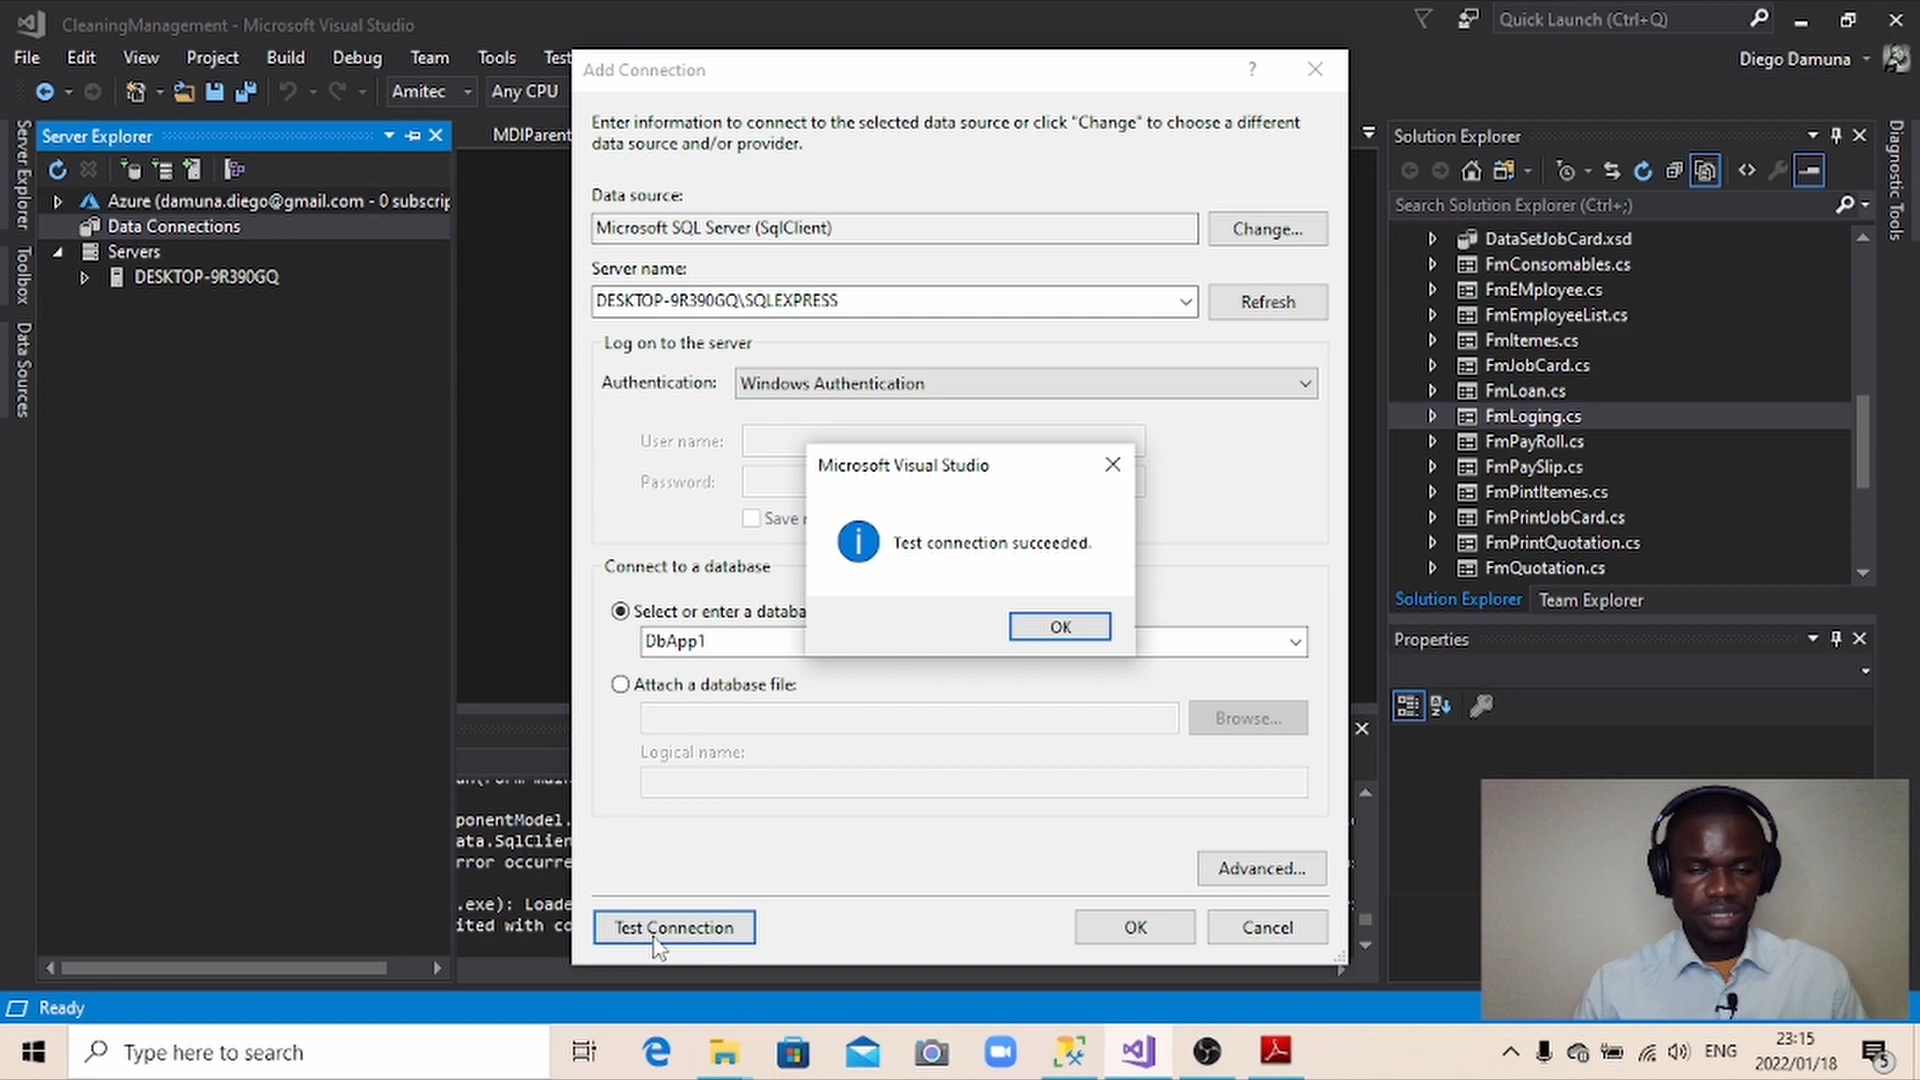 CleaningManagement - Microsoft Visual Studio
Quick Launch (Ctrl+Q)
File Edit View Project Build Debug Team Tools Test
Diego Damuna
Amitec
Any CPU
Server Explorer
Toolbox
Data Sources
Server Explorer
Azure (damuna.diego@gmail.com - 0 subscrip
Data Connections
Servers
DESKTOP-9R390GQ
MDIParent
Add Connection
?
Enter information to connect to the selected data source or click "Change" to choose a different
data source and/or provider.
Data source:
Microsoft SQL Server (SqlClient)
Change...
Server name:
DESKTOP-9R390GQ\SQLEXPRESS
Refresh
Log on to the server
Authentication:
Windows Authentication
User name:
Password:
Save
Connect to a database
Select or enter a databa
DbApp1
Attach a database file:
Browse...
Logical name:
Advanced...
Test Connection
OK
Cancel
Microsoft Visual Studio
Test connection succeeded.
OK
ponentModel.
ata.SqlClien
rror occurre
.exe): Loade
ited with co
Solution Explorer
Search Solution Explorer (Ctrl+;)
DataSetJobCard.xsd
FmConsomables.cs
FmEMployee.cs
FmEmployeeList.cs
FmItemes.cs
FmJobCard.cs
FmLoan.cs
FmLoging.cs
FmPayRoll.cs
FmPaySlip.cs
FmPintItemes.cs
FmPrintJobCard.cs
FmPrintQuotation.cs
FmQuotation.cs
Solution Explorer
Team Explorer
Properties
Diagnostic Tools
Ready
Type here to search
ENG
23:15
2022/01/18
5